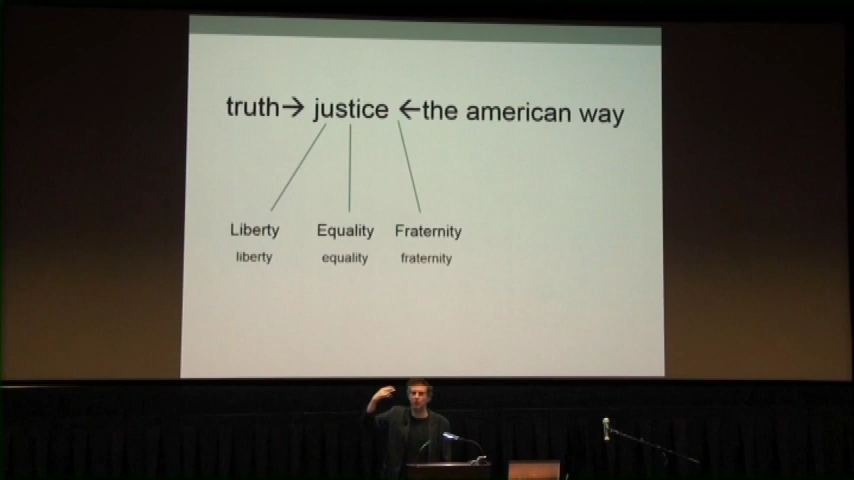 truth→ justice ←the american way
Liberty Equality Fraternity
liberty equality fraternity